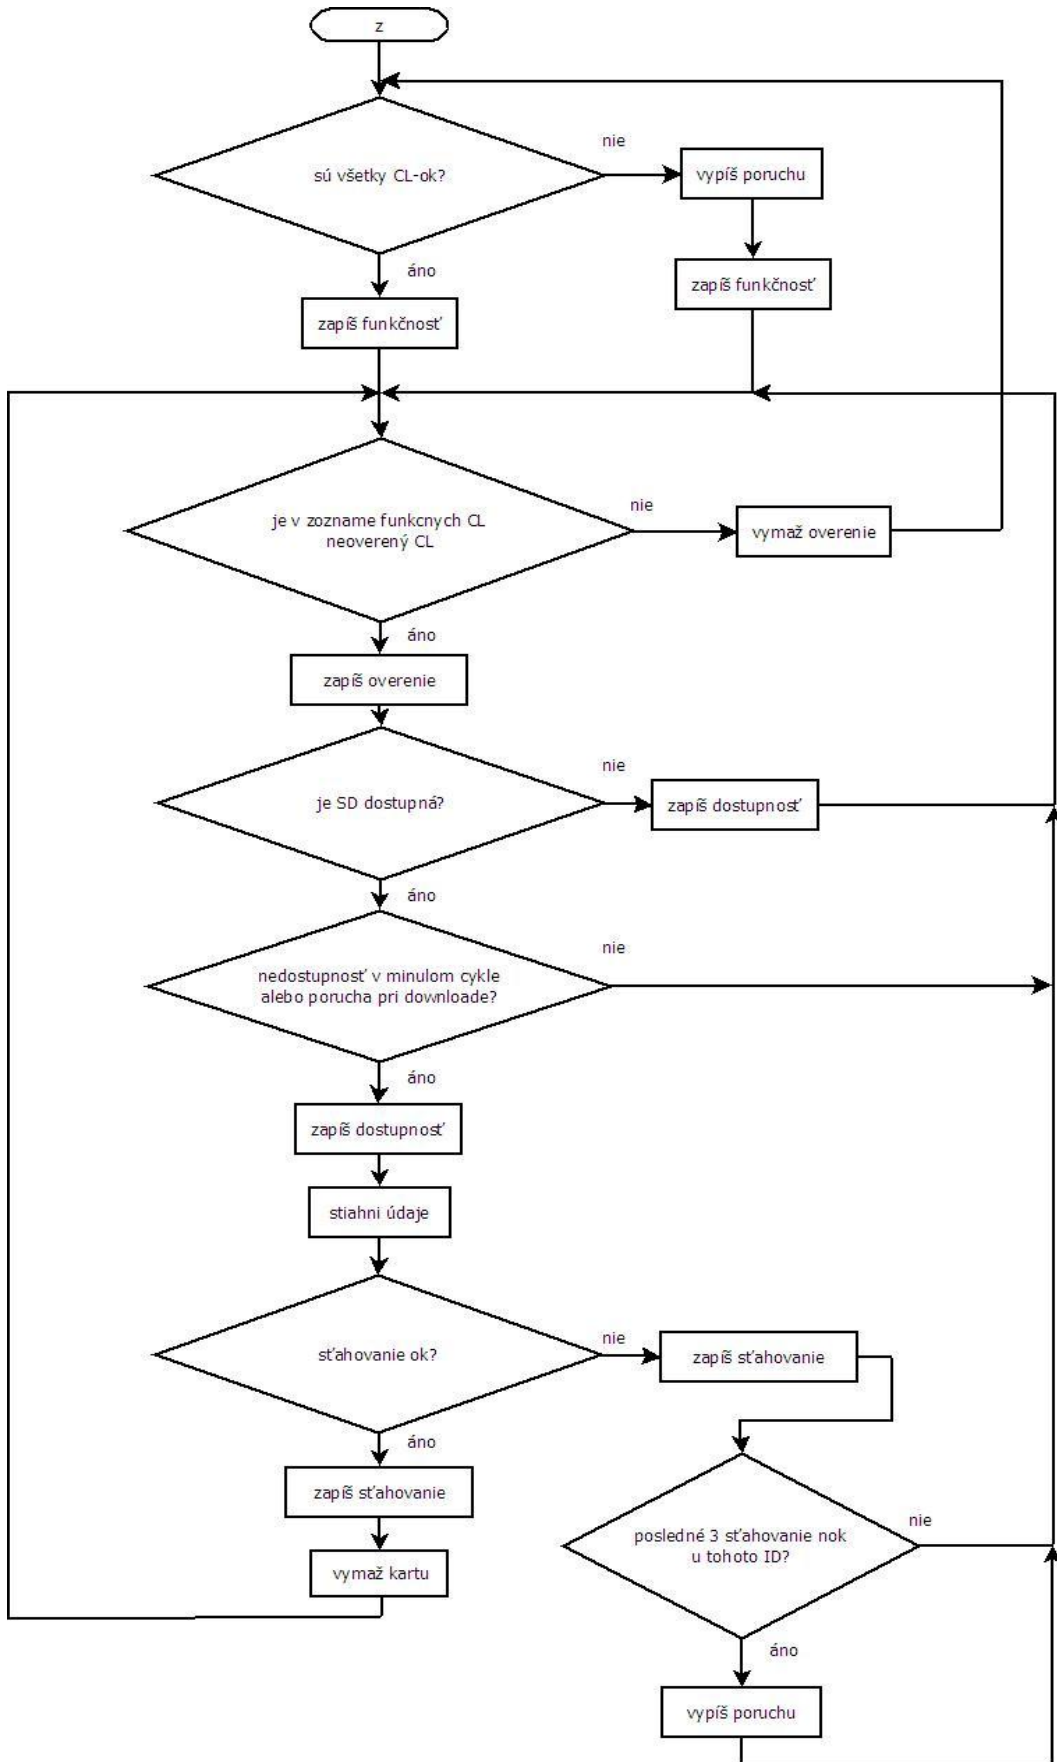 z
sú všetky CL-ok?
nie
vypíš poruchu
zapíš funkčnosť
áno
zapíš funkčnosť
je v zozname funkcnych CL
neoverený CL
nie
vymaž overenie
áno
zapíš overenie
je SD dostupná?
nie
zapíš dostupnosť
áno
nedostupnosť v minulom cykle
alebo porucha pri downloade?
nie
áno
zapíš dostupnosť
stiahni údaje
sťahovanie ok?
nie
zapíš sťahovanie
áno
zapíš sťahovanie
vymaž kartu
posledné 3 sťahovanie nok
u tohoto ID?
nie
áno
vypíš poruchu